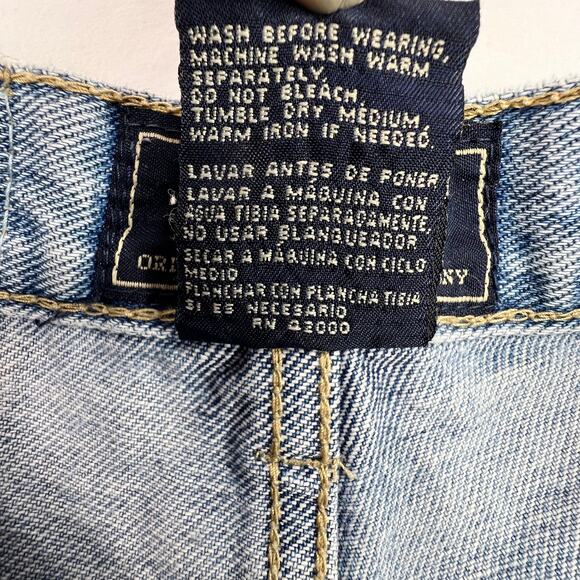 WASH BEFORE WEARING,
MACHINE WASH WARM
SEPARATELY.
DO NOT BLEACH.
TUMBLE DRY MEDIUM
WARM IRON IF NEEDED.
LAVAR ANTES DE PONER
LAVAR A MÁQUINA CON
AGUA TIBIA SEPARADAMENTE.
NO USAR BLANQUEADOR
SECAR A MÁQUINA CON CICLO
MEDIO
PLANCHAR CON PLANCHA TIBIA
SI ES NECESARIO
RN 42000